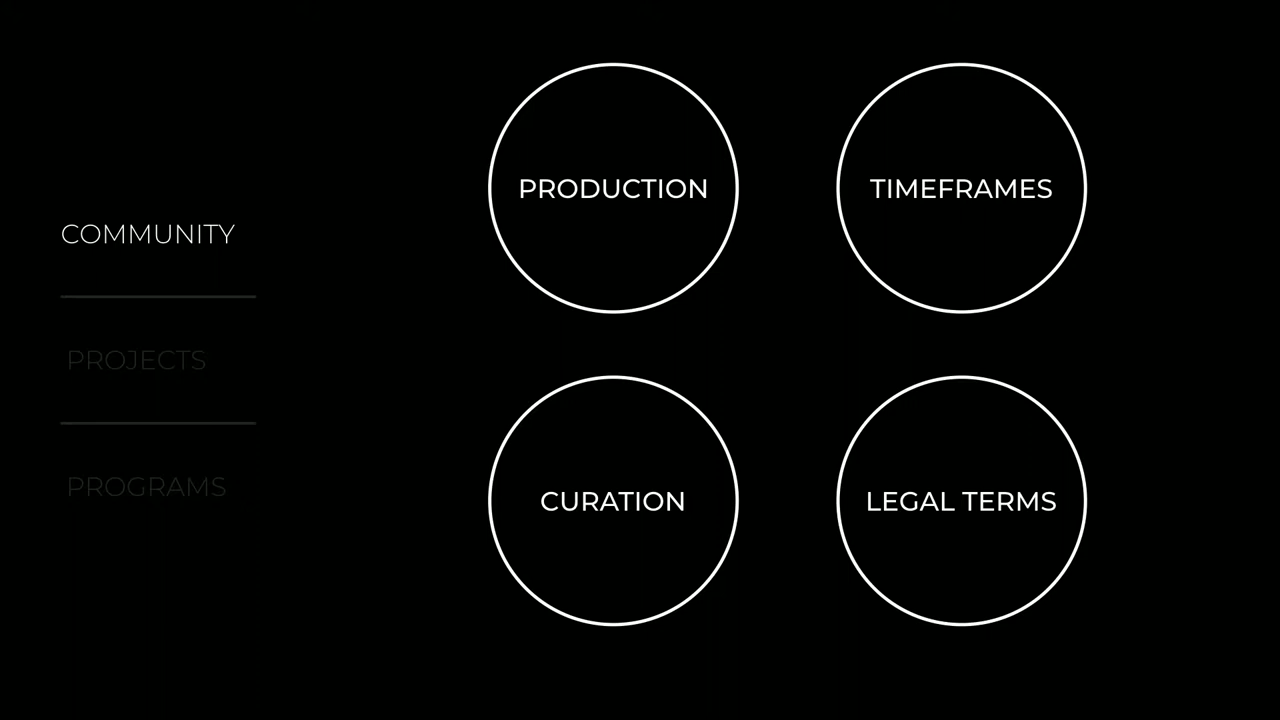 COMMUNITY
PROJECTS
PROGRAMS
PRODUCTION
TIMEFRAMES
CURATION
LEGAL TERMS